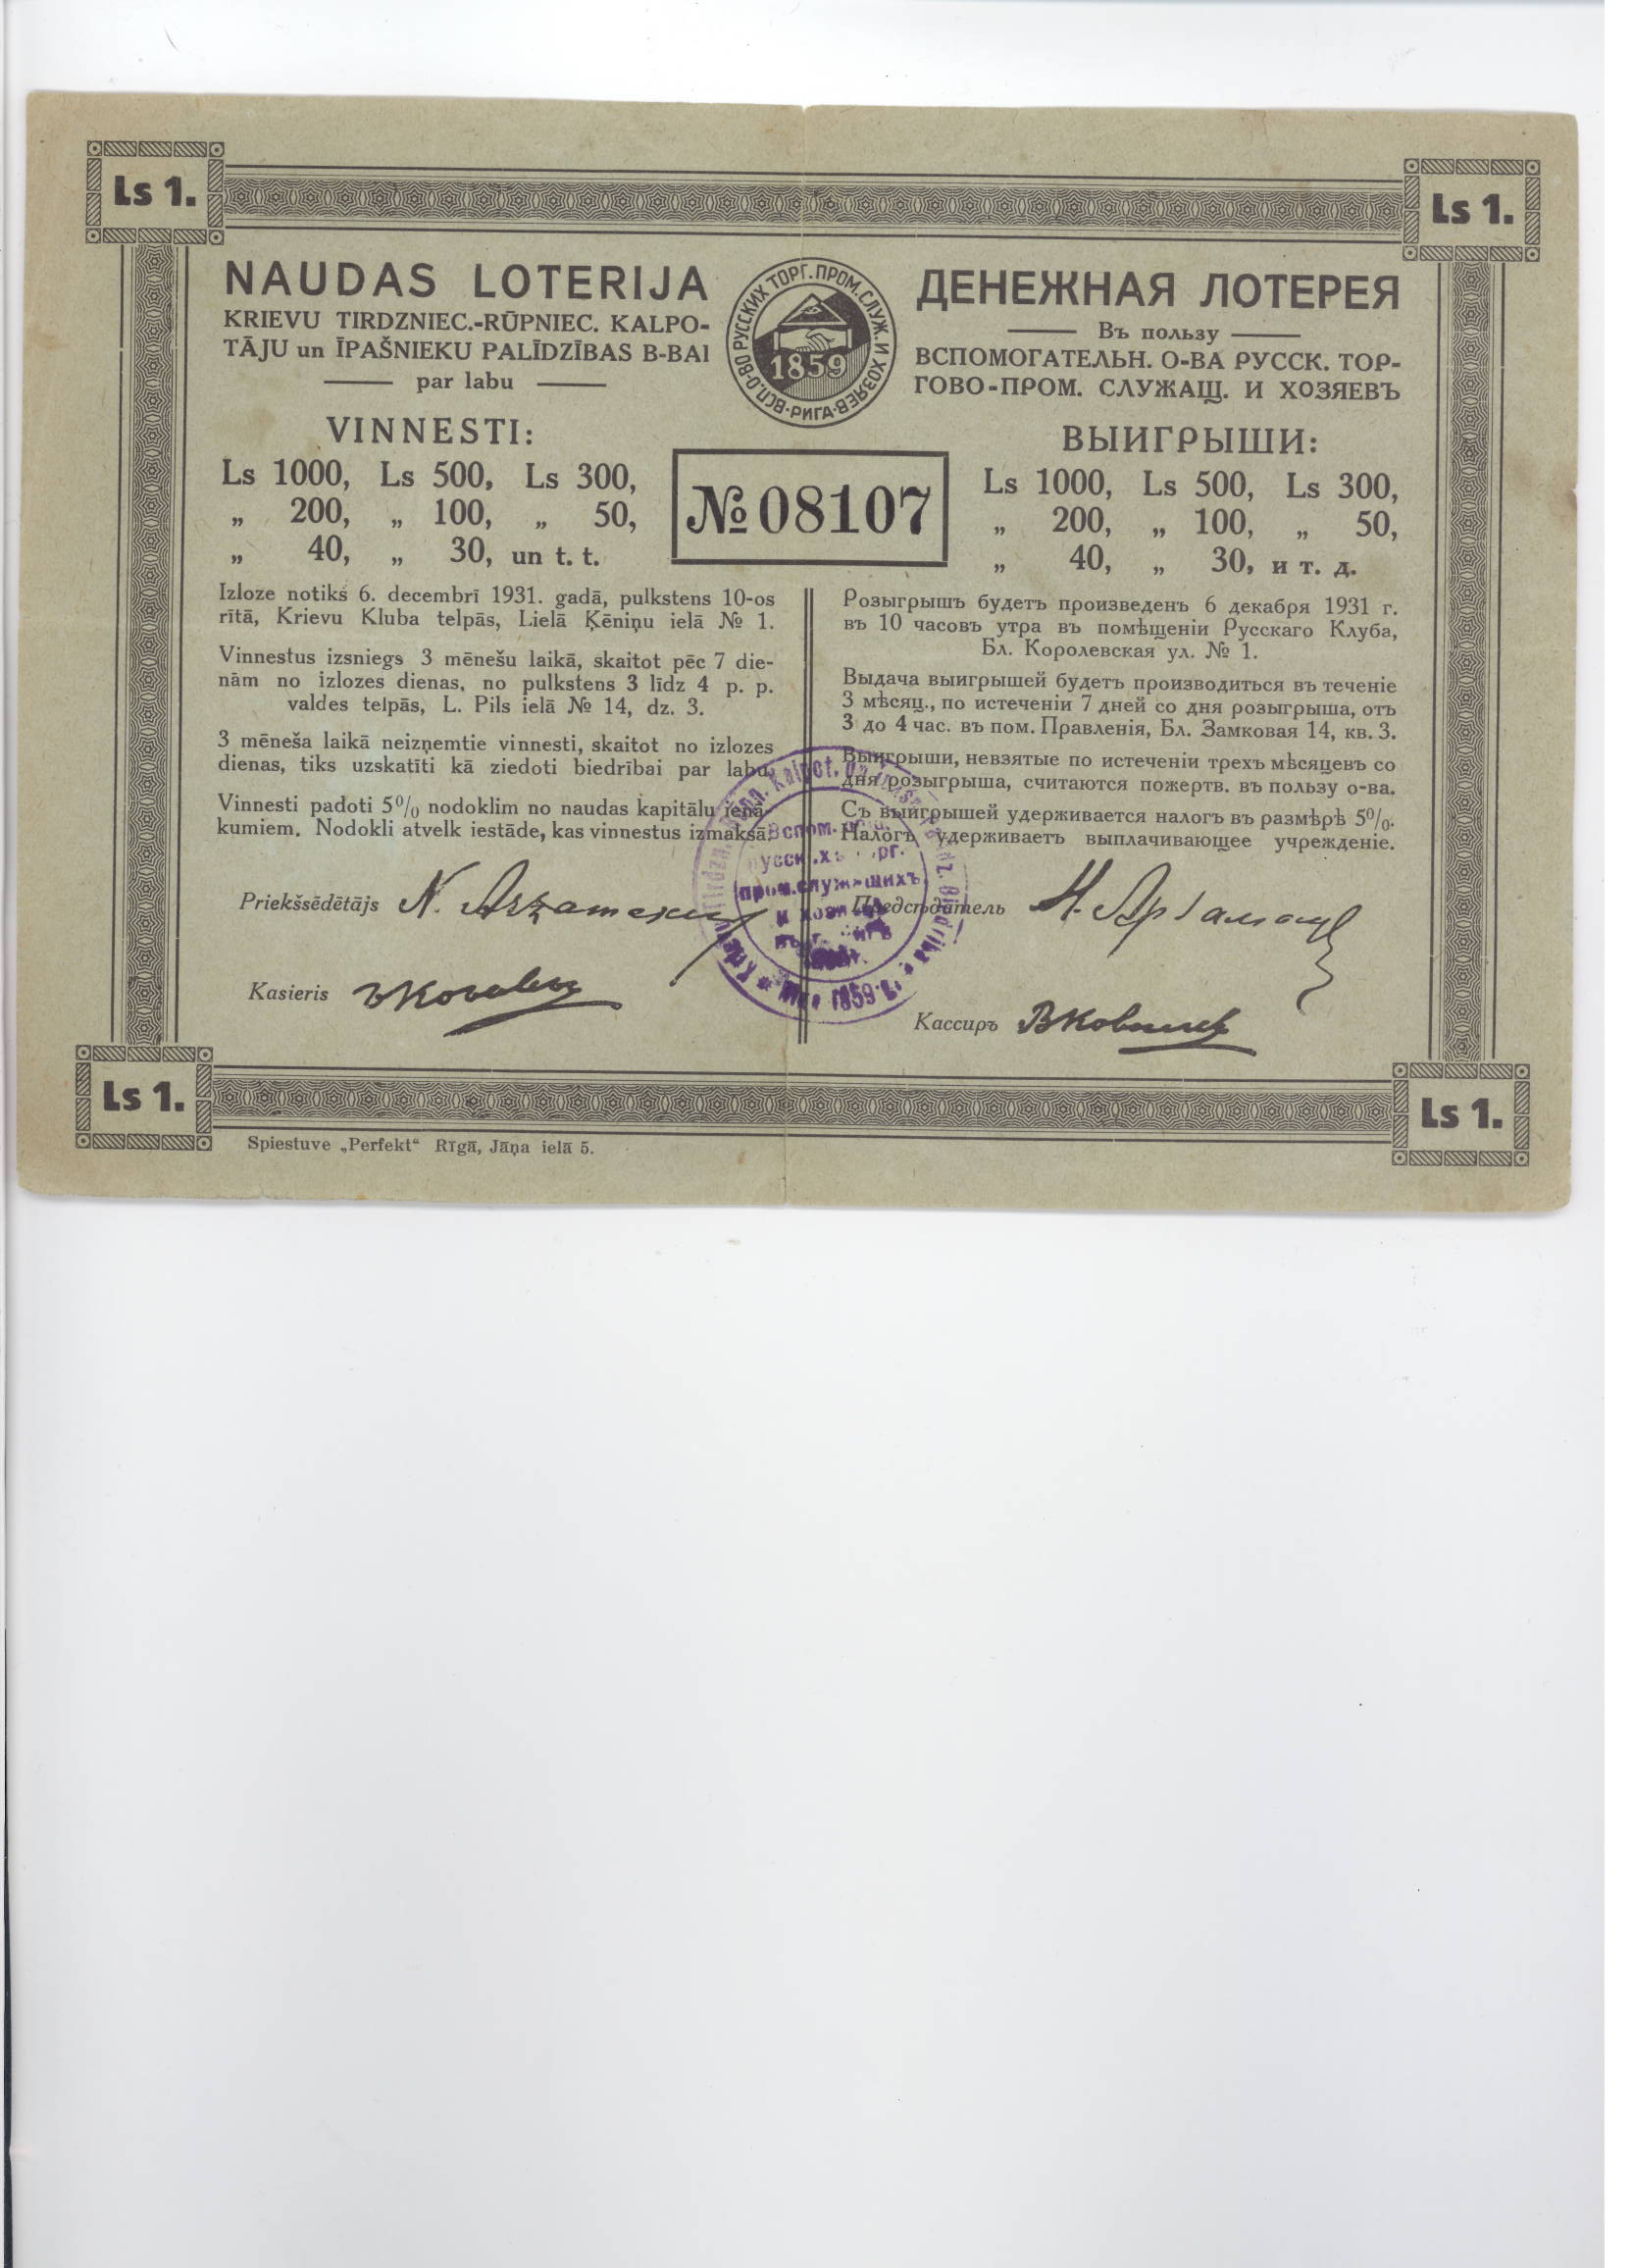 Ls 1.
Ls 1.
NAUDAS LOTERIJA
KRIEVU TIRDZNIEC.-RŪPNIEC. KALPO-
TĀJU un ĪPAŠNIEKU PALĪDZĪBAS B-BAI
par labu
VINNESTI:
Ls 1000, Ls 500, Ls 300,
„ 200, „ 100, „ 50,
„ 40, „ 30, un t. t.
ВСП.О-ВО РУССКИХ ТОРГ.ПРОМ.СЛУЖ. И ХОЗЯЕВЪ
РИГА
1859
№ 08107
ДЕНЕЖНАЯ ЛОТЕРЕЯ
Въ пользу
ВСПОМОГАТЕЛЬН. О-ВА РУССК. ТОР-
ГОВО-ПРОМ. СЛУЖАЩ. И ХОЗЯЕВЪ
ВЫИГРЫШИ:
Ls 1000, Ls 500, Ls 300,
„ 200, „ 100, „ 50,
„ 40, „ 30, и т. д.
Izloze notiks 6. decembrī 1931. gadā, pulkstens 10-os
rītā, Krievu Kluba telpās, Lielā Ķēniņu ielā № 1.
Vinnestus izsniegs 3 mēnešu laikā, skaitot pēc 7 die-
nām no izlozes dienas, no pulkstens 3 līdz 4 p. p.
valdes telpās, L. Pils ielā № 14, dz. 3.
3 mēneša laikā neizņemtie vinnesti, skaitot no izlozes
dienas, tiks uzskatīti kā ziedoti biedrībai par labu.
Vinnesti padoti 5% nodoklim no naudas kapitālu ienā-
kumiem. Nodokli atvelk iestāde, kas vinnestus izmaksā.
Priekšsēdētājs
Kasieris
Розыгрышъ будетъ произведенъ 6 декабря 1931 г.
въ 10 часовъ утра въ помѣщеніи Русскаго Клуба,
Бл. Королевская ул. № 1.
Выдача выигрышей будетъ производиться въ теченіе
3 мѣсяц., по истеченіи 7 дней со дня розыгрыша, отъ
3 до 4 час. въ пом. Правленія, Бл. Замковая 14, кв. 3.
Выигрыши, невзятые по истеченіи трехъ мѣсяцевъ со
дня розыгрыша, считаются пожертв. въ пользу о-ва.
Съ выигрышей удерживается налогъ въ размѣрѣ 5%.
Налогъ удерживаетъ выплачивающее учрежденіе.
Предсѣдатель
Кассиръ
пром.служащихъ
1859.g.
Ls 1.
Ls 1.
Spiestuve „Perfekt“ Rīgā, Jāņa ielā 5.